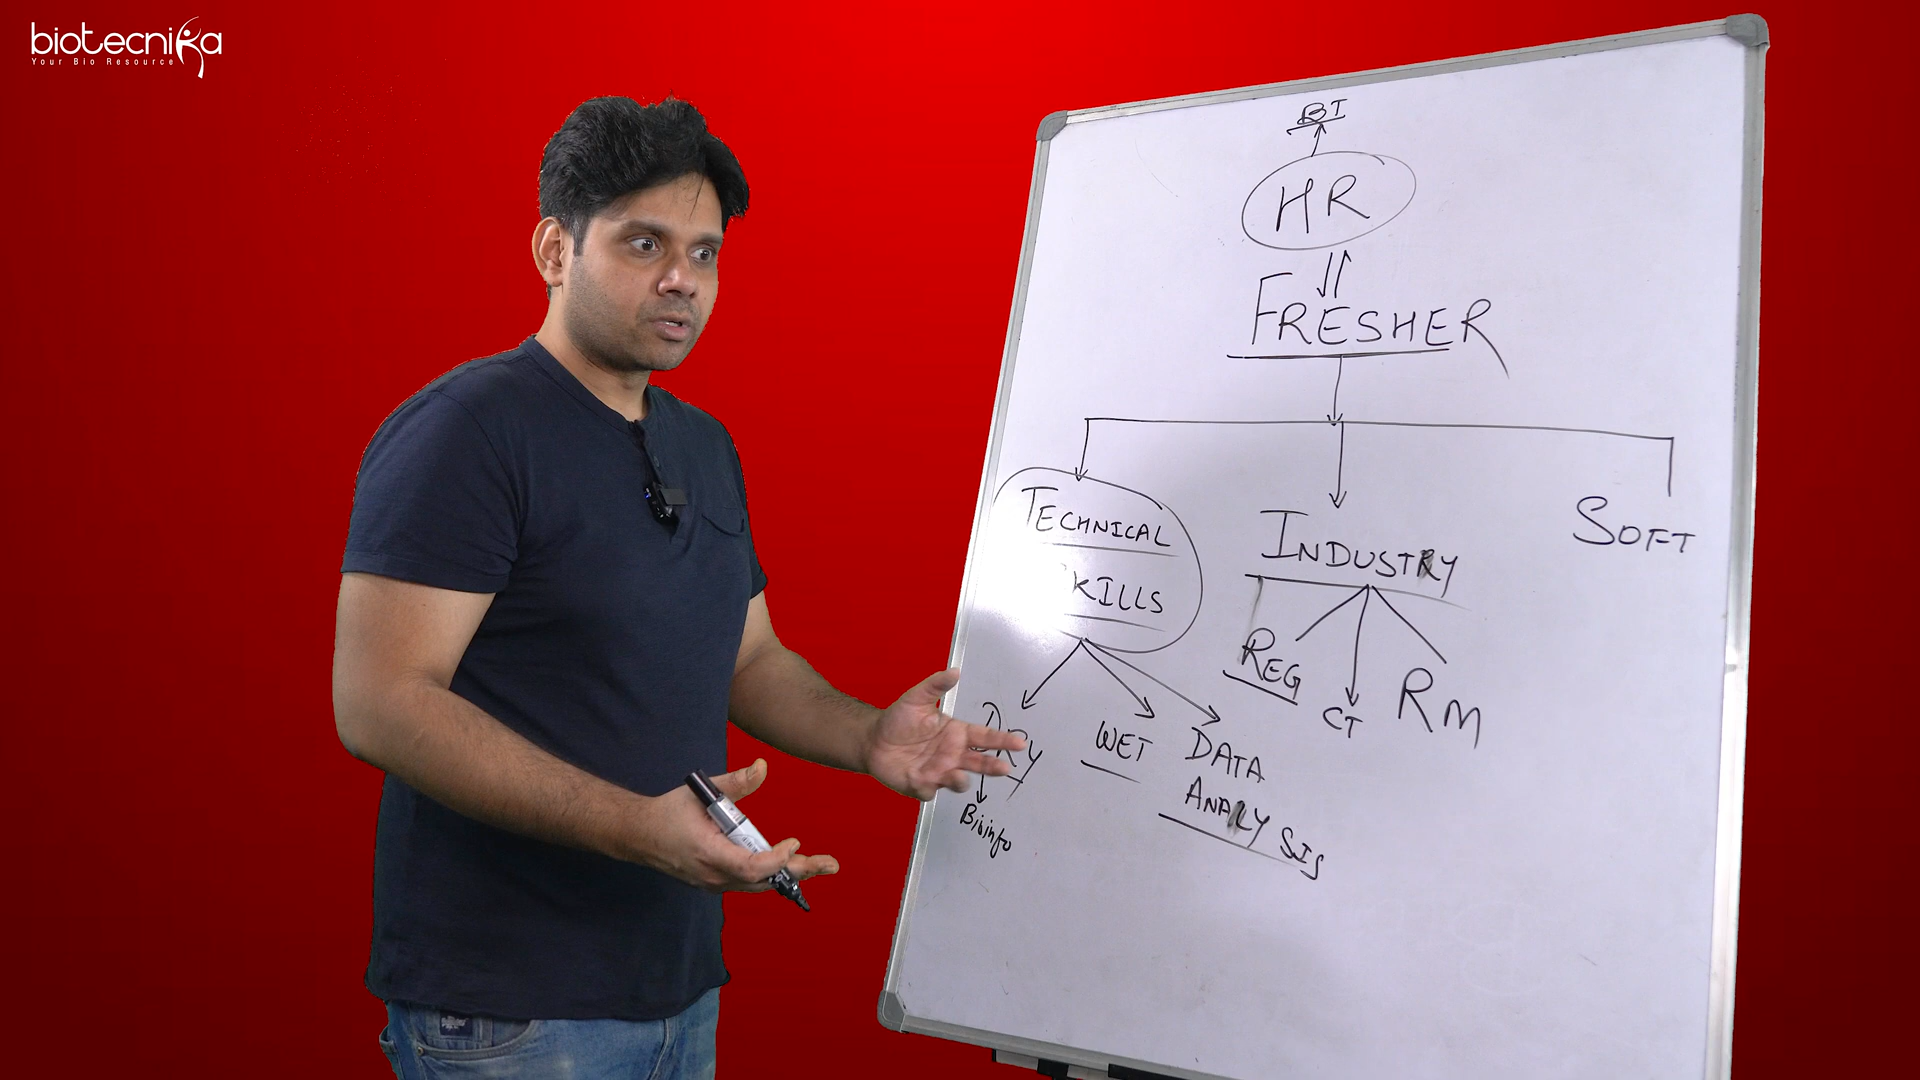 biotecnika
Your Bio Resource
BT
HR
FRESHER
TECHNICAL
SKILLS
INDUSTRY
SOFT
DRY
WET
DATA
ANALYSIS
REG
CT
RM
Bioinfo